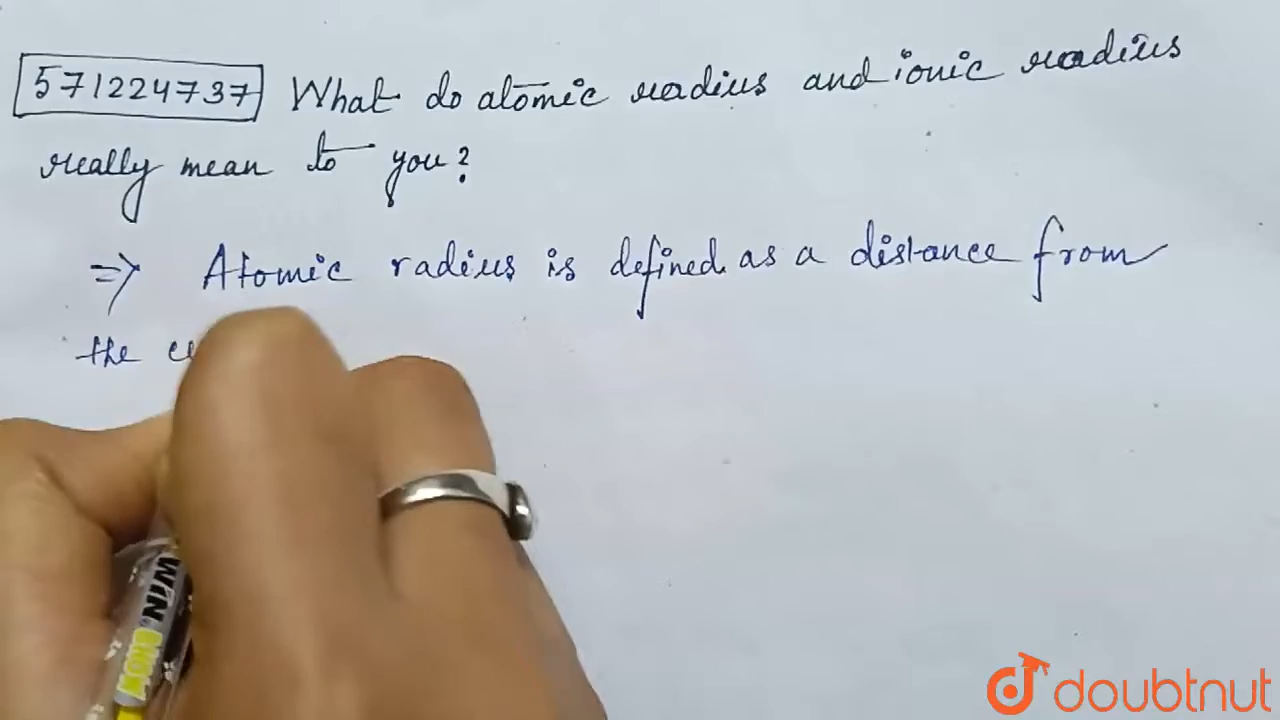 571224737 What do atomic radius and ionic radius
really mean to you?
=> Atomic radius is defined as a distance from
the
WIN
doubtnut